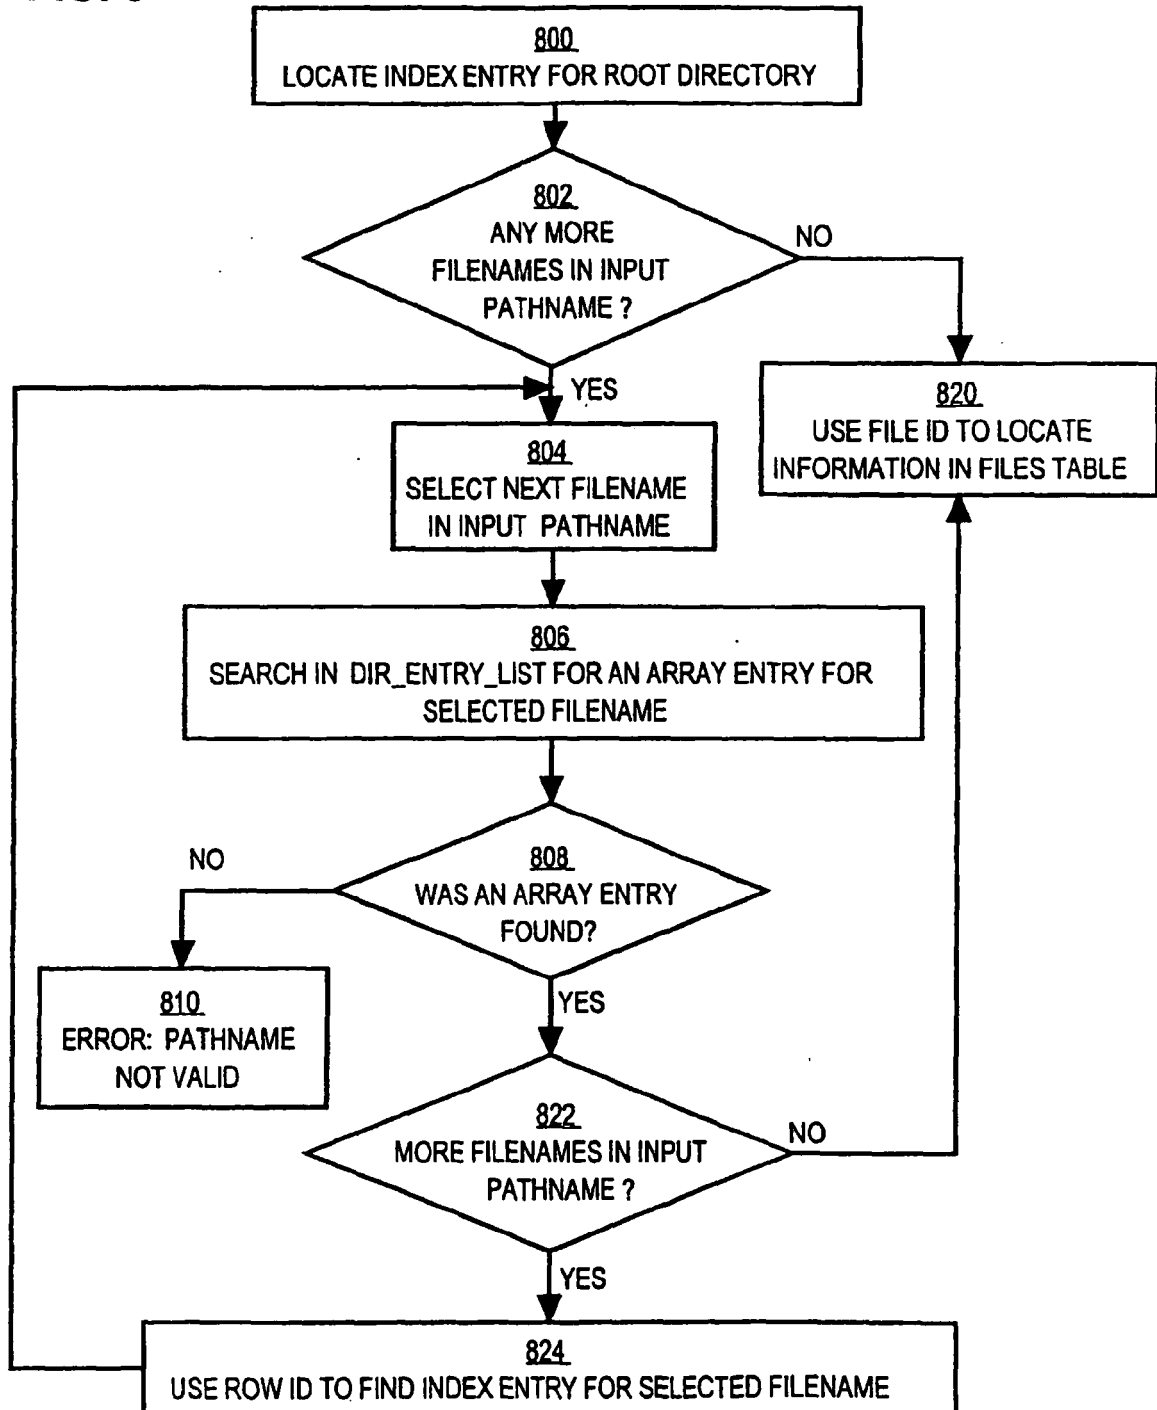 800
LOCATE INDEX ENTRY FOR ROOT DIRECTORY
802
ANY MORE
FILENAMES IN INPUT
PATHNAME ?
NO
YES
820
USE FILE ID TO LOCATE
INFORMATION IN FILES TABLE
804
SELECT NEXT FILENAME
IN INPUT PATHNAME
806
SEARCH IN DIR_ENTRY_LIST FOR AN ARRAY ENTRY FOR
SELECTED FILENAME
NO
808
WAS AN ARRAY ENTRY
FOUND?
YES
810
ERROR: PATHNAME
NOT VALID
822
MORE FILENAMES IN INPUT
PATHNAME ?
NO
YES
824
USE ROW ID TO FIND INDEX ENTRY FOR SELECTED FILENAME